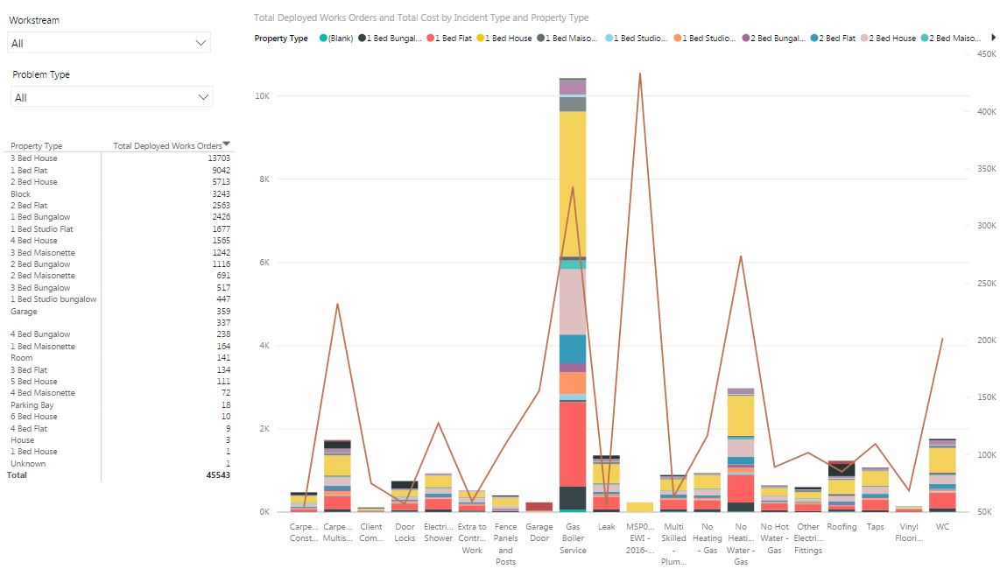 Workstream
All
Problem Type
All
Property Type Total Deployed Works Orders
3 Bed House 13703
1 Bed Flat 9042
2 Bed House 5713
Block 3243
2 Bed Flat 2563
1 Bed Bungalow 2426
1 Bed Studio Flat 1677
4 Bed House 1565
3 Bed Maisonette 1242
2 Bed Bungalow 1116
2 Bed Maisonette 691
3 Bed Bungalow 517
1 Bed Studio bungalow 447
Garage 359
337
4 Bed Bungalow 238
1 Bed Maisonette 164
Room 141
3 Bed Flat 134
5 Bed House 111
4 Bed Maisonette 72
Parking Bay 18
6 Bed House 10
4 Bed Flat 9
House 3
1 Bed House 1
Unknown 1
Total 45543
Total Deployed Works Orders and Total Cost by Incident Type and Property Type
Property Type (Blank) 1 Bed Bungal... 1 Bed Flat 1 Bed House 1 Bed Maiso... 1 Bed Studio... 1 Bed Studio... 2 Bed Bungal... 2 Bed Flat 2 Bed House 2 Bed Maiso...
10K
8K
6K
4K
2K
0K
450K
400K
350K
300K
250K
200K
150K
100K
50K
Carpe...
Const...
Carpe...
Multis...
Client
Com...
Door
Locks
Electri...
Shower
Extra to
Contr...
Work
Fence
Panels
and
Posts
Garage
Door
Gas
Boiler
Service
Leak
MSP0...
EWI -
2016-...
Multi
Skilled
-
Plum...
No
Heating
- Gas
No
Heati...
Water -
Gas
No Hot
Water -
Gas
Other
Electri...
Fittings
Roofing
Taps
Vinyl
Floori...
WC